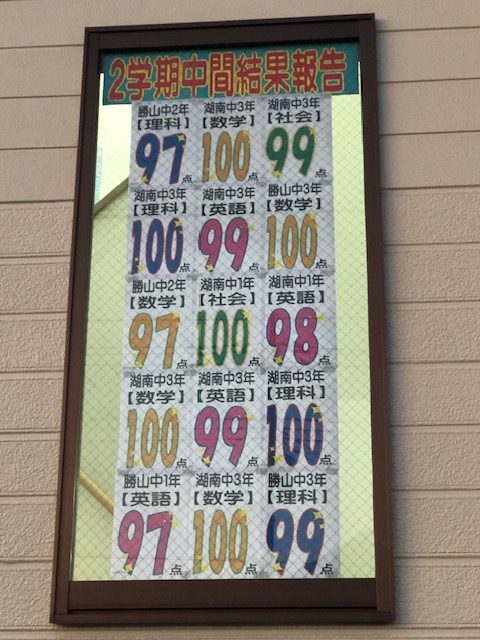 2学期中間結果報告
勝山中2年 湖南中3年 湖南中3年
【理科】 【数学】 【社会】
97点 100点 99点
湖南中3年 湖南中3年 勝山中3年
【理科】 【英語】 【数学】
100点 99点 100点
勝山中2年 湖南中1年 湖南中1年
【数学】 【社会】 【英語】
97点 100点 98点
湖南中3年 湖南中3年 湖南中3年
【数学】 【英語】 【理科】
100点 99点 100点
勝山中1年 湖南中3年 勝山中3年
【英語】 【数学】 【理科】
97点 100点 99点